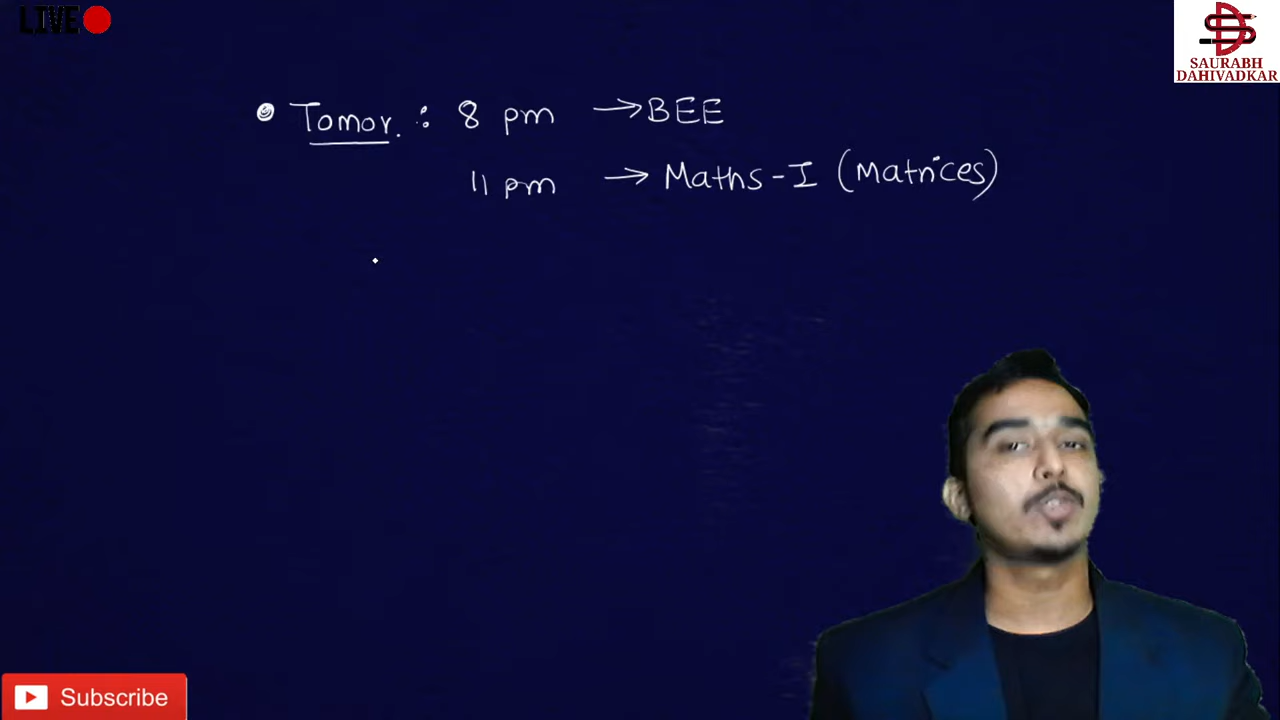 LIVE
SAURABH
DAHIVADKAR
Tomor. : 8 pm → BEE
11 pm → Maths-I (Matrices)
Subscribe